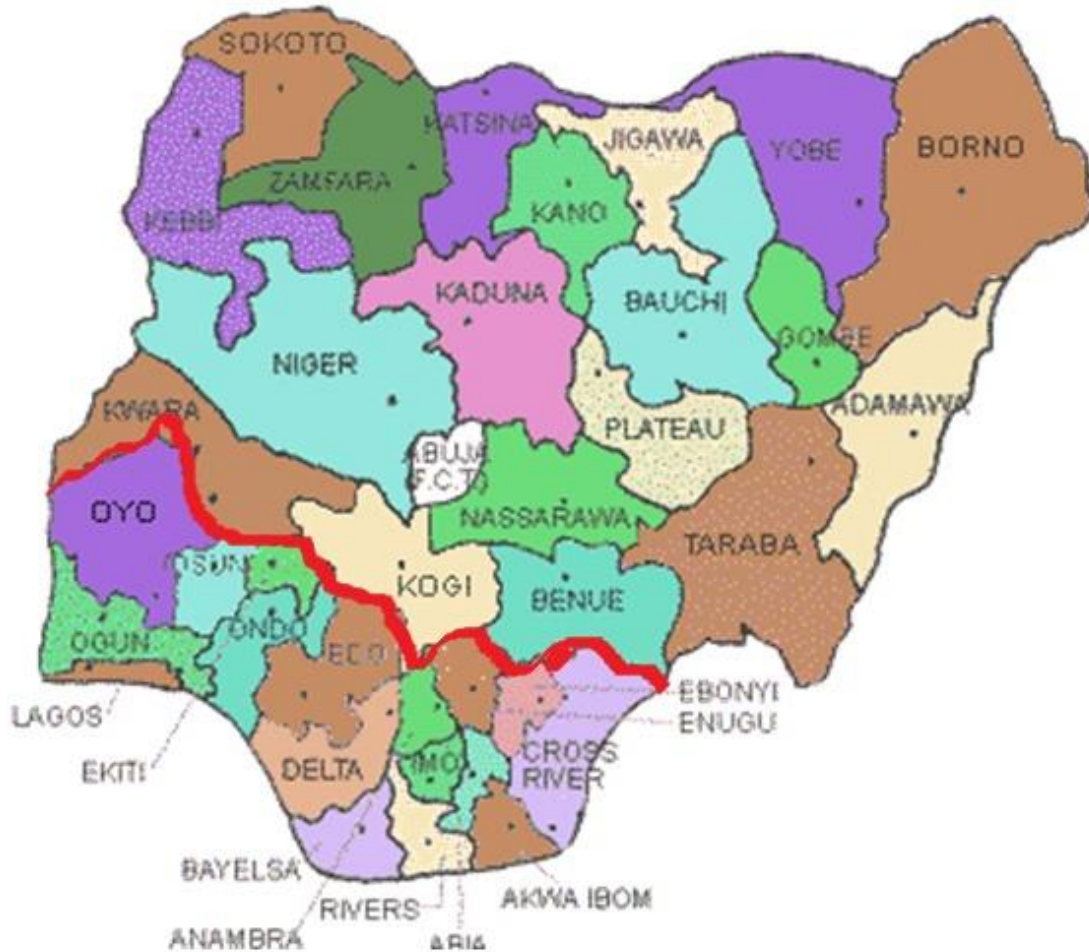 SOKOTO
KATSINA
JIGAWA
YOBE
BORNO
ZAMFARA
KEBBI
KANO
KADUNA
BAUCHI
GOMBE
NIGER
ADAMAWA
KWARA
PLATEAU
ABUJA
(F.C.T)
OYO
NASSARAWA
TARABA
OSUN
KOGI
BENUE
ONDO
OGUN
EDO
LAGOS
EBONYI
ENUGU
EKITI
DELTA
IMO
CROSS
RIVER
BAYELSA
RIVERS
AKWA IBOM
ANAMBRA
ABIA